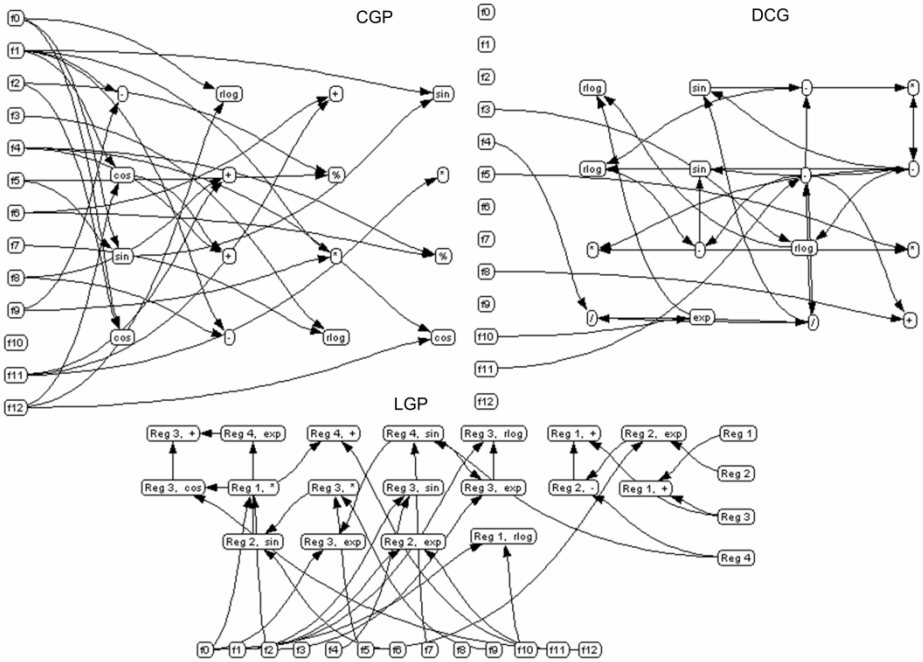 CGP
f0
f1
f2
f3
f4
f5
f6
f7
f8
f9
f10
f11
f12
- rlog + sin
cos + % *
sin + * %
cos - rlog cos
DCG
f0
f1
f2
f3
f4
f5
f6
f7
f8
f9
f10
f11
f12
rlog sin - *
rlog sin - -
* - rlog *
/ exp / +
LGP
Reg 3, + Reg 4, exp Reg 4, + Reg 4, sin Reg 3, rlog Reg 1, + Reg 2, exp Reg 1
Reg 2
Reg 3, cos Reg 1, * Reg 3, * Reg 3, sin Reg 3, exp Reg 2, - Reg 1, +
Reg 3
Reg 2, sin Reg 3, exp Reg 2, exp Reg 1, rlog
Reg 4
f0 f1 f2 f3 f4 f5 f6 f7 f8 f9 f10 f11 f12